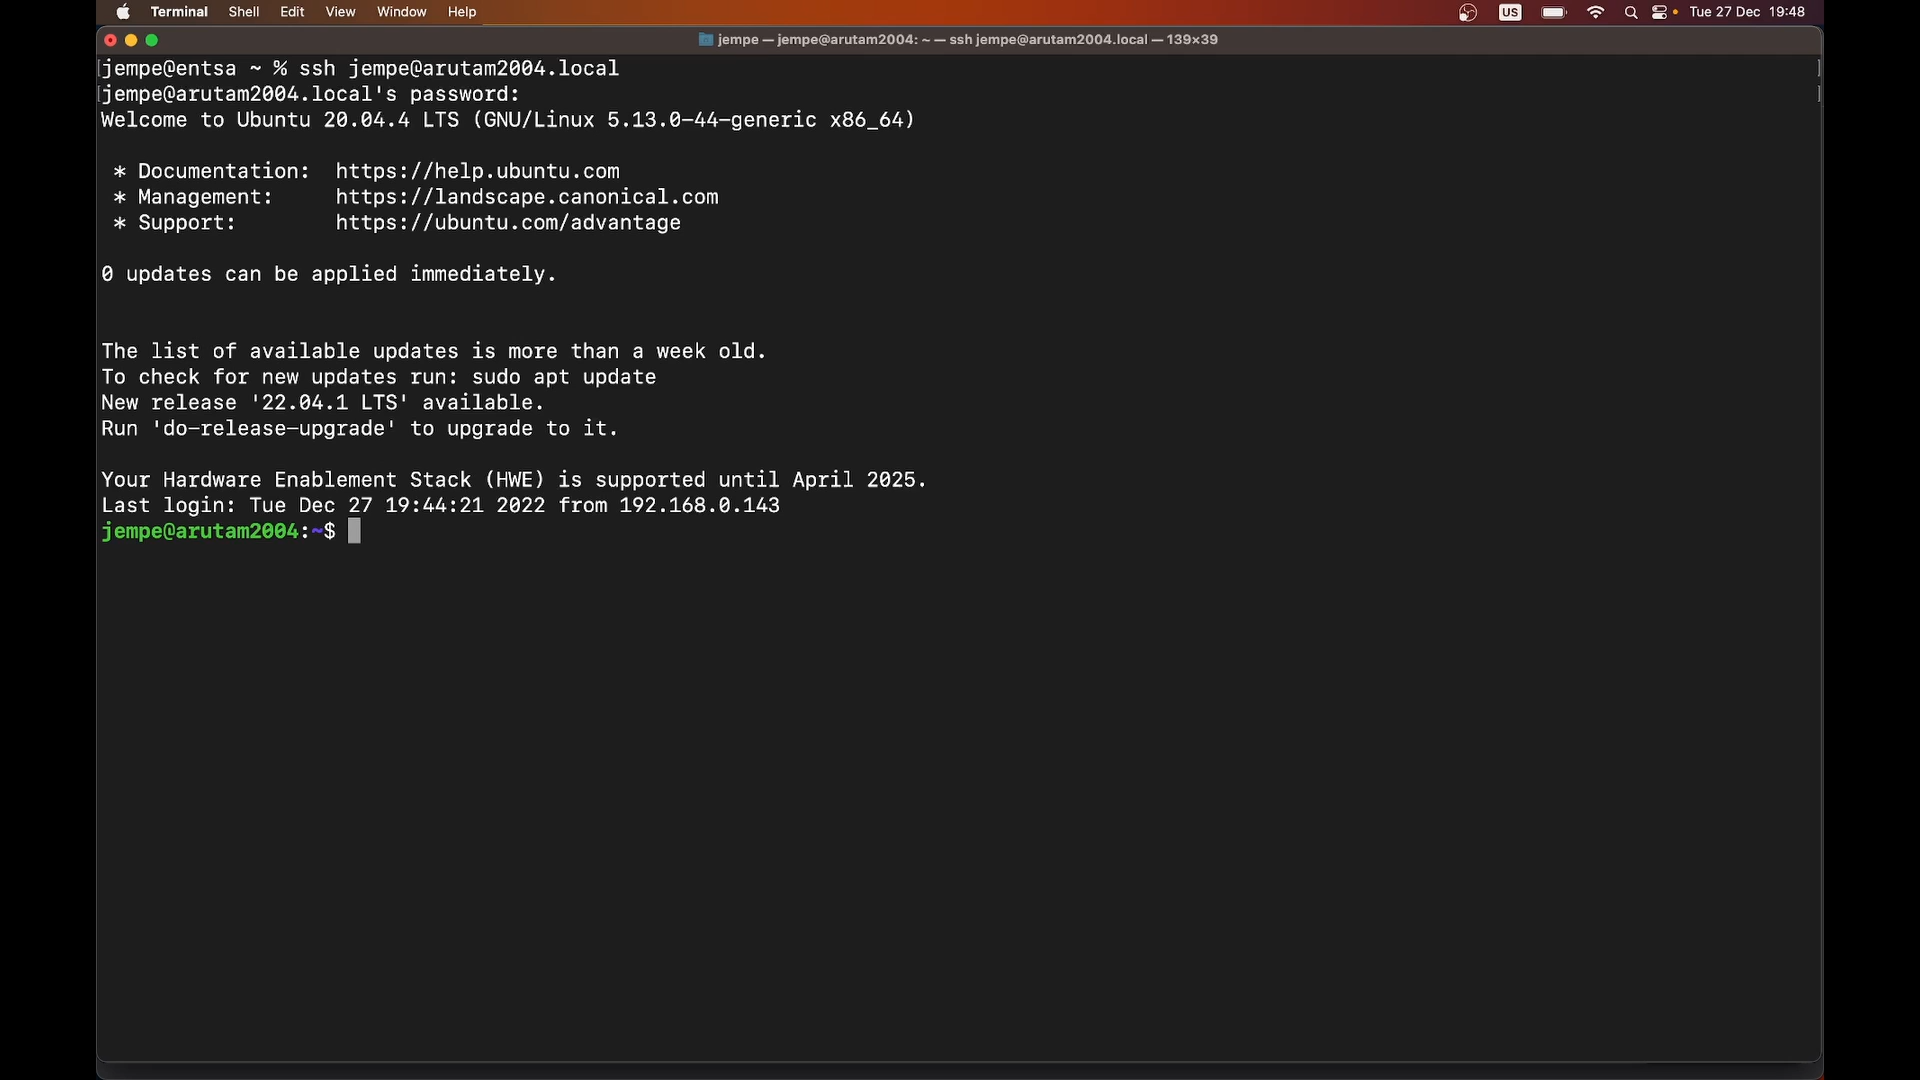 Terminal Shell Edit View Window Help US Tue 27 Dec 19:48
jempe — jempe@arutam2004: ~ — ssh jempe@arutam2004.local — 139×39
[jempe@entsa ~ % ssh jempe@arutam2004.local ]
[jempe@arutam2004.local's password: ]
Welcome to Ubuntu 20.04.4 LTS (GNU/Linux 5.13.0-44-generic x86_64)
* Documentation: https://help.ubuntu.com
* Management: https://landscape.canonical.com
* Support: https://ubuntu.com/advantage
0 updates can be applied immediately.
The list of available updates is more than a week old.
To check for new updates run: sudo apt update
New release '22.04.1 LTS' available.
Run 'do-release-upgrade' to upgrade to it.
Your Hardware Enablement Stack (HWE) is supported until April 2025.
Last login: Tue Dec 27 19:44:21 2022 from 192.168.0.143
jempe@arutam2004:~$